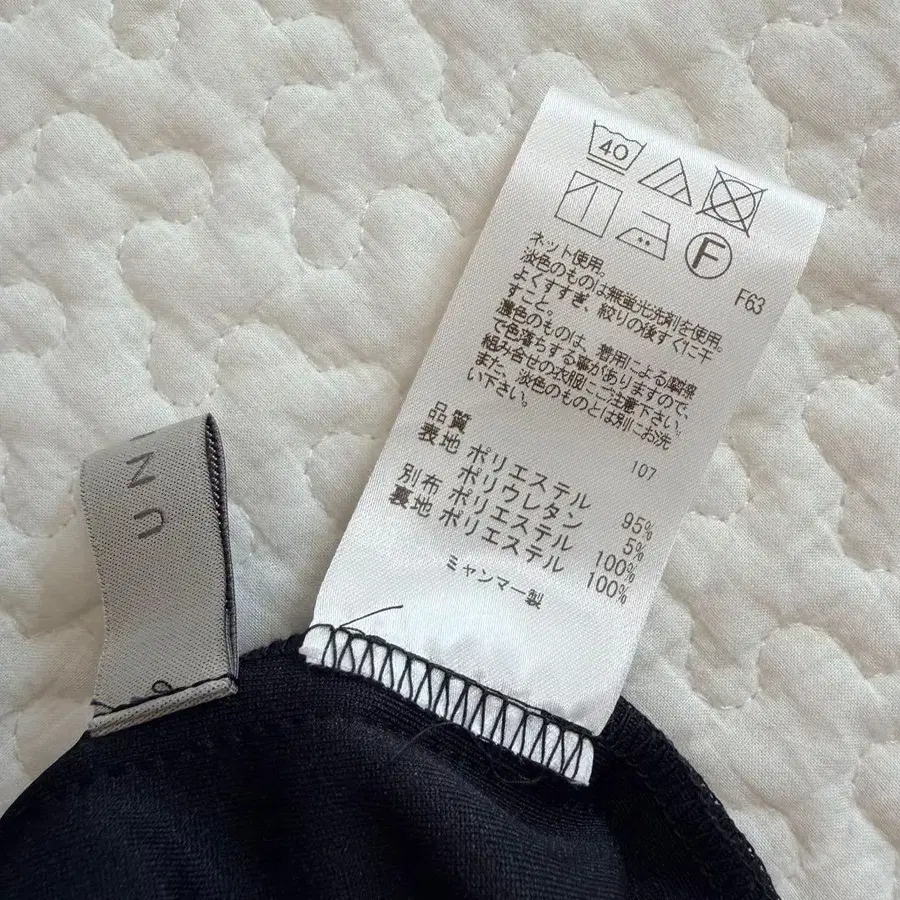 40
F
F63
ネット使用。
淡色のものは無蛍光洗剤を使用。
よくすすぎ、絞りの後すぐに干
すこと。
濃色のものは、着用による摩擦
で色落ちする事がありますので、
組み合せの衣服にご注意下さい。
また、淡色のものとは別にお洗
い下さい。
107
品質
表地 ポリエステル 95%
ポリウレタン 5%
別布 ポリエステル 100%
裏地 ポリエステル 100%
ミャンマー製
UN